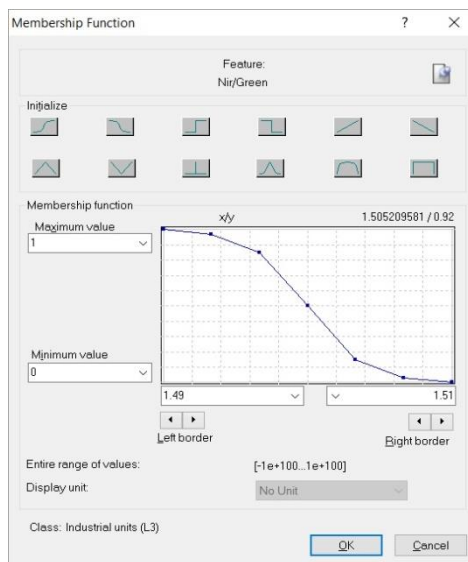 Membership Function ? ×
Feature:
Nir/Green
Initialize
Membership function
Maximum value
1
x/y 1.505209581 / 0.92
Minimum value
0
1.49 1.51
Left border Right border
Entire range of values: [-1e+100...1e+100]
Display unit: No Unit
Class: Industrial units (L3)
OK Cancel